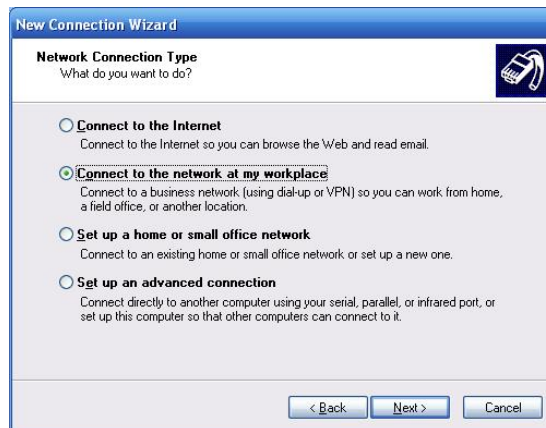 New Connection Wizard
Network Connection Type
What do you want to do?
Connect to the Internet
Connect to the Internet so you can browse the Web and read email.
Connect to the network at my workplace
Connect to a business network (using dial-up or VPN) so you can work from home,
a field office, or another location.
Set up a home or small office network
Connect to an existing home or small office network or set up a new one.
Set up an advanced connection
Connect directly to another computer using your serial, parallel, or infrared port, or
set up this computer so that other computers can connect to it.
< Back Next > Cancel